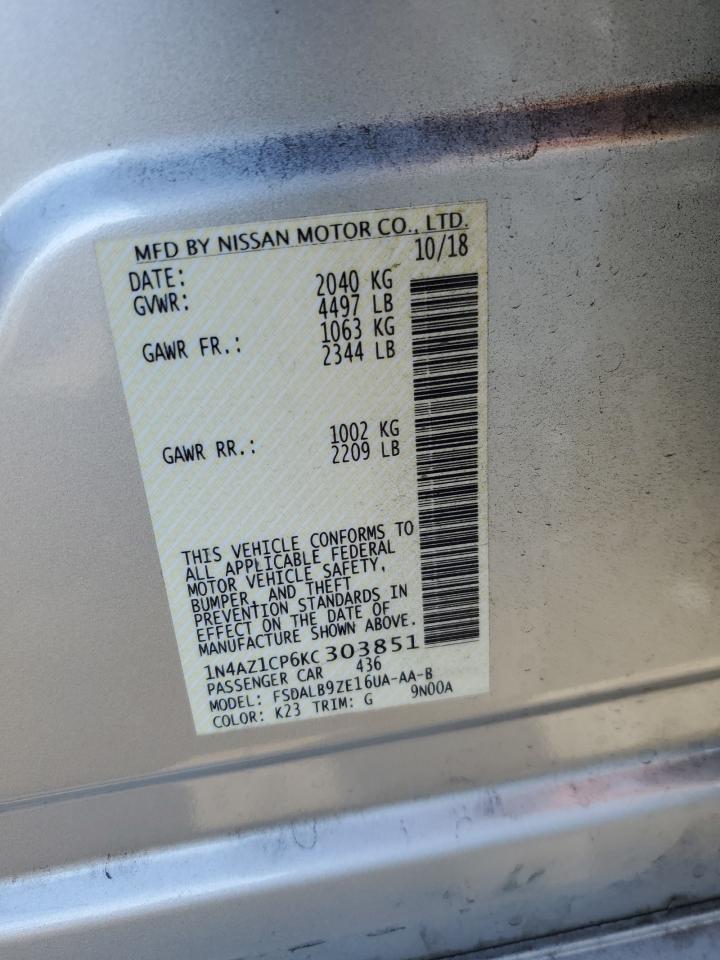 MFD BY NISSAN MOTOR CO., LTD.
DATE: 10/18
GVWR: 2040 KG
4497 LB
GAWR FR.: 1063 KG
2344 LB
GAWR RR.: 1002 KG
2209 LB
THIS VEHICLE CONFORMS TO
ALL APPLICABLE FEDERAL
MOTOR VEHICLE SAFETY,
BUMPER, AND THEFT
PREVENTION STANDARDS IN
EFFECT ON THE DATE OF
MANUFACTURE SHOWN ABOVE.
1N4AZ1CP6KC303851
PASSENGER CAR 436
MODEL: FSDALB9ZE16UA-AA-B
COLOR: K23 TRIM: G 9N00A